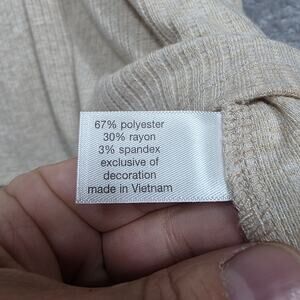 67% polyester
30% rayon
3% spandex
exclusive of
decoration
made in Vietnam